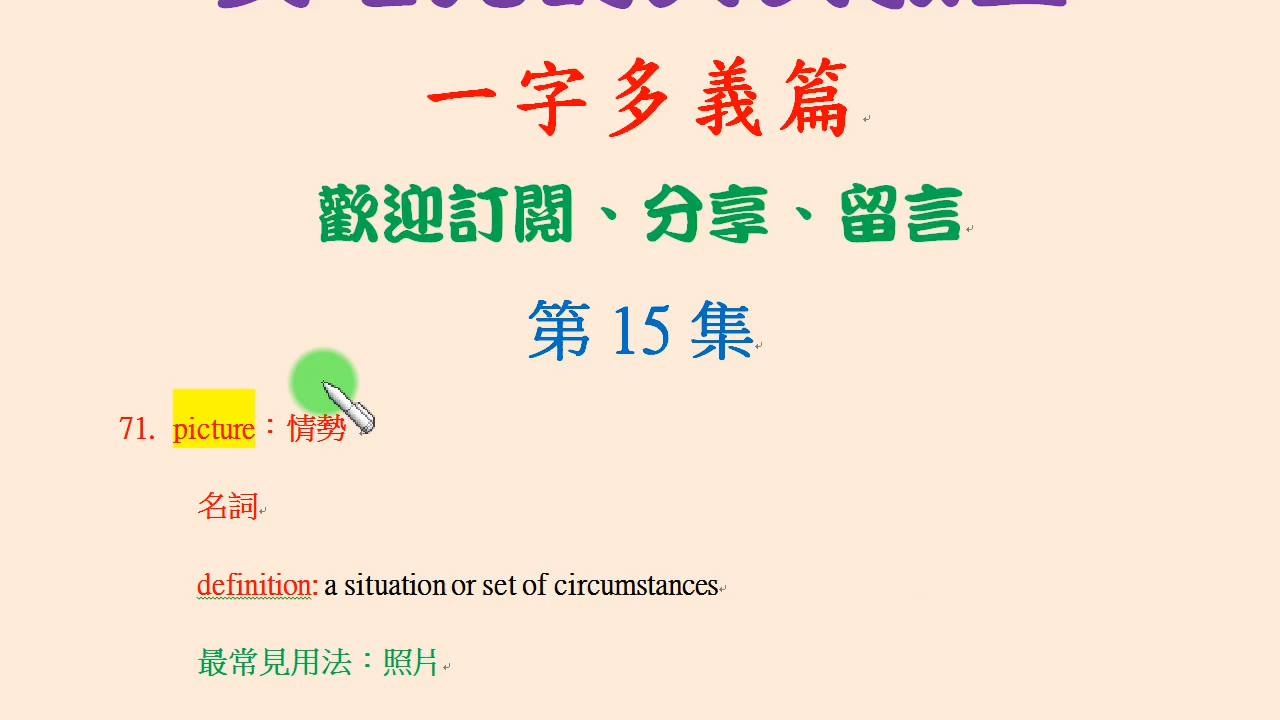 一字多義篇
歡迎訂閱、分享、留言
第 15 集
71. picture：情勢
名詞
definition: a situation or set of circumstances
最常見用法：照片